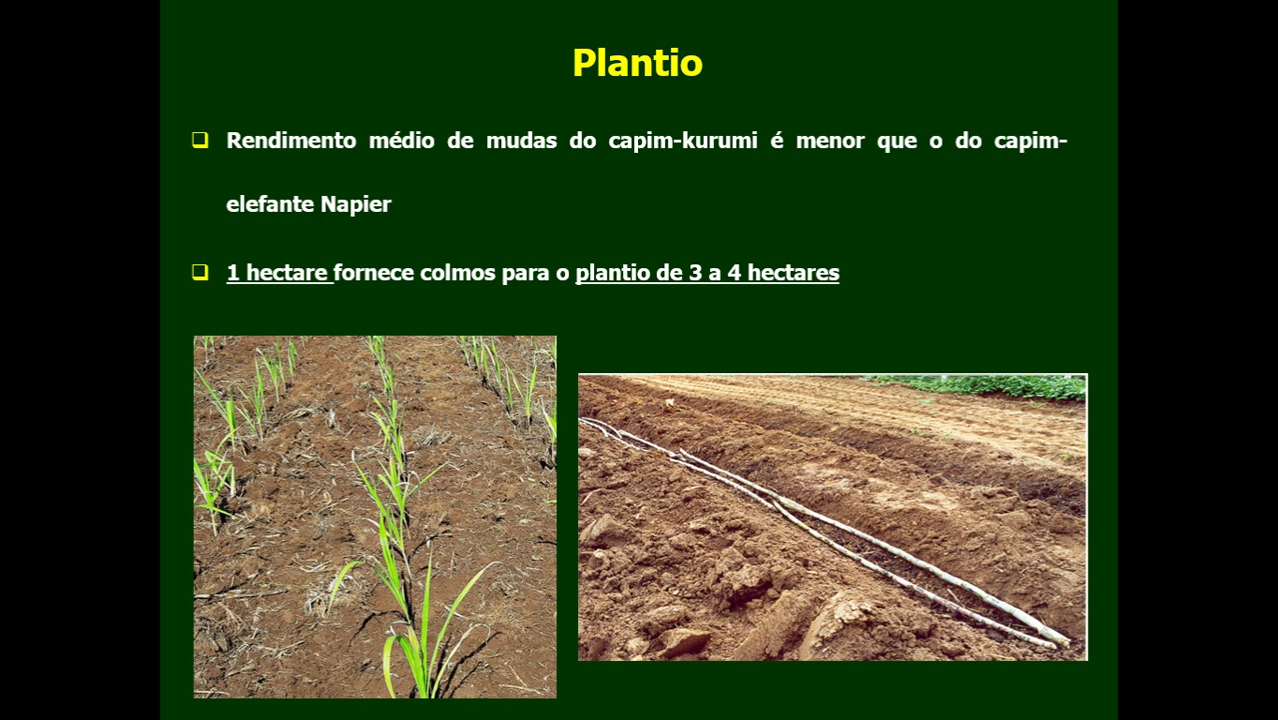 Plantio
Rendimento médio de mudas do capim-kurumi é menor que o do capim-
elefante Napier
1 hectare fornece colmos para o plantio de 3 a 4 hectares